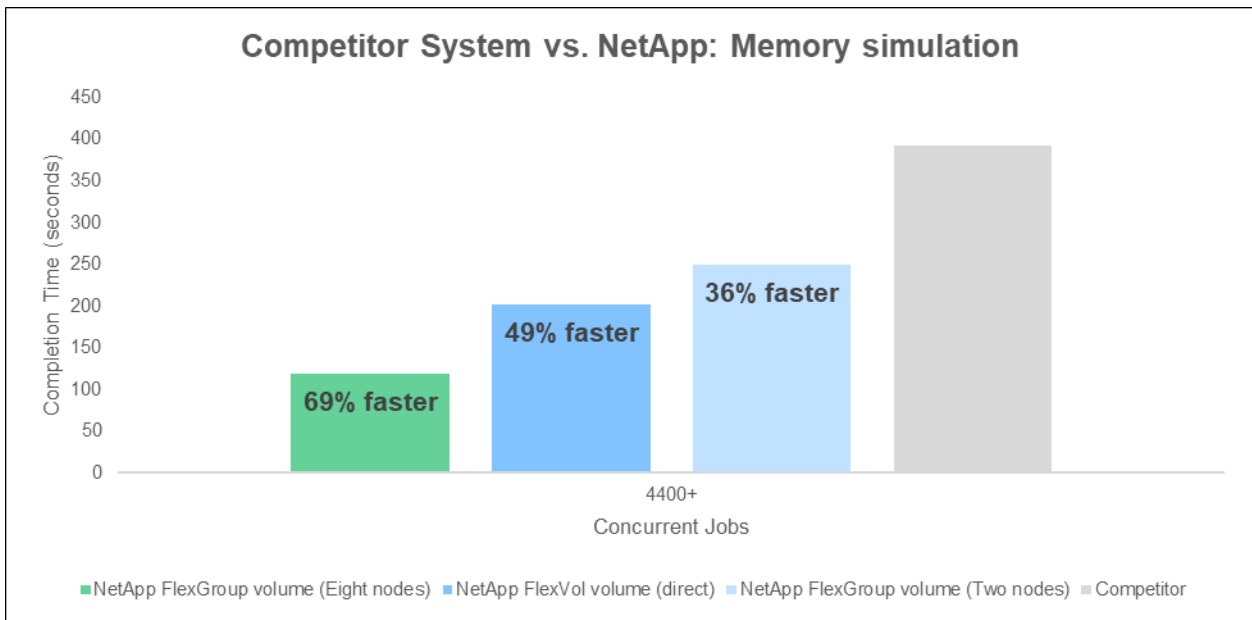 Competitor System vs. NetApp: Memory simulation
Completion Time (seconds)
450
400
350
300
250
200
150
100
50
0
69% faster
49% faster
36% faster
4400+
Concurrent Jobs
NetApp FlexGroup volume (Eight nodes) NetApp FlexVol volume (direct) NetApp FlexGroup volume (Two nodes) Competitor